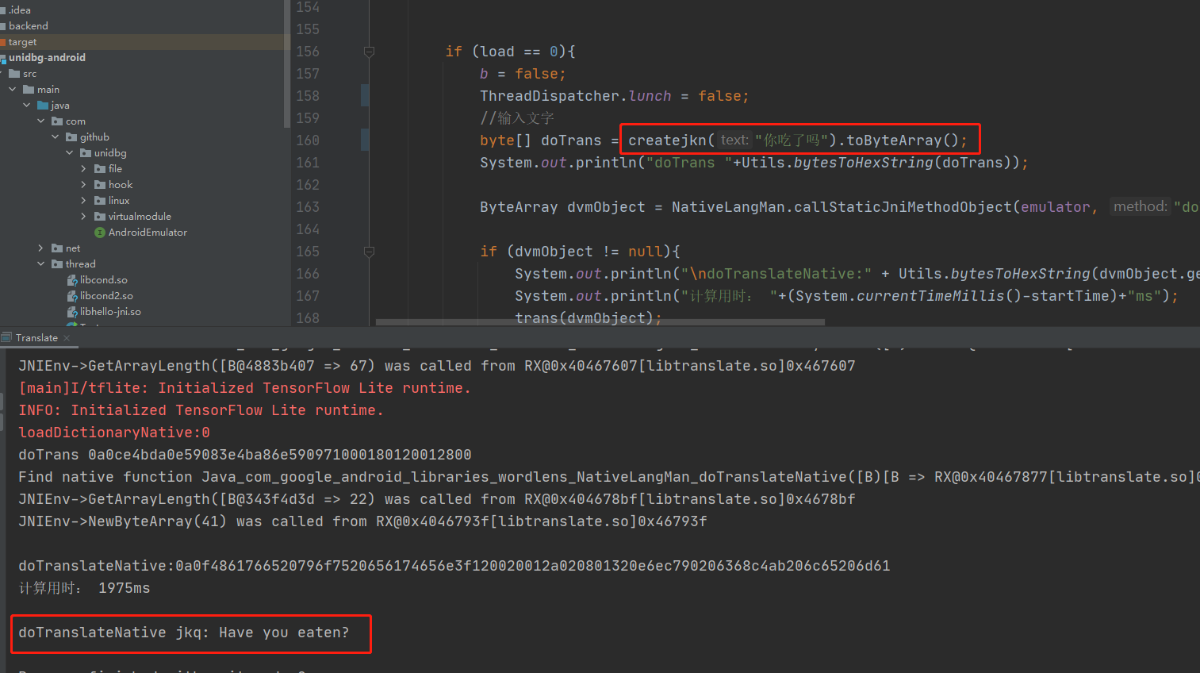 .idea
backend
target
unidbg-android
src
main
java
com
github
unidbg
file
hook
linux
virtualmodule
AndroidEmulator
net
thread
libcond.so
libcond2.so
libhello-jni.so
154
155
156 if (load == 0){
157 b = false;
158 ThreadDispatcher.lunch = false;
159 //输入文字
160 byte[] doTrans = createjkn( text: "你吃了吗").toByteArray();
161 System.out.println("doTrans "+Utils.bytesToHexString(doTrans));
162
163 ByteArray dvmObject = NativeLangMan.callStaticJniMethodObject(emulator, method: "do
164
165 if (dvmObject != null){
166 System.out.println("\ndoTranslateNative:" + Utils.bytesToHexString(dvmObject.ge
167 System.out.println("计算用时: "+(System.currentTimeMillis()-startTime)+"ms");
168 trans(dvmObject);
Translate
JNIEnv->GetArrayLength([B@4883b407 => 67) was called from RX@0x40467607[libtranslate.so]0x467607
[main]I/tflite: Initialized TensorFlow Lite runtime.
INFO: Initialized TensorFlow Lite runtime.
loadDictionaryNative:0
doTrans 0a0ce4bda0e59083e4ba86e590971000180120012800
Find native function Java_com_google_android_libraries_wordlens_NativeLangMan_doTranslateNative([B)[B => RX@0x40467877[libtranslate.so]0
JNIEnv->GetArrayLength([B@343f4d3d => 22) was called from RX@0x404678bf[libtranslate.so]0x4678bf
JNIEnv->NewByteArray(41) was called from RX@0x4046793f[libtranslate.so]0x46793f
doTranslateNative:0a0f4861766520796f7520656174656e3f120020012a020801320e6ec790206368c4ab206c65206d61
计算用时: 1975ms
doTranslateNative jkq: Have you eaten?